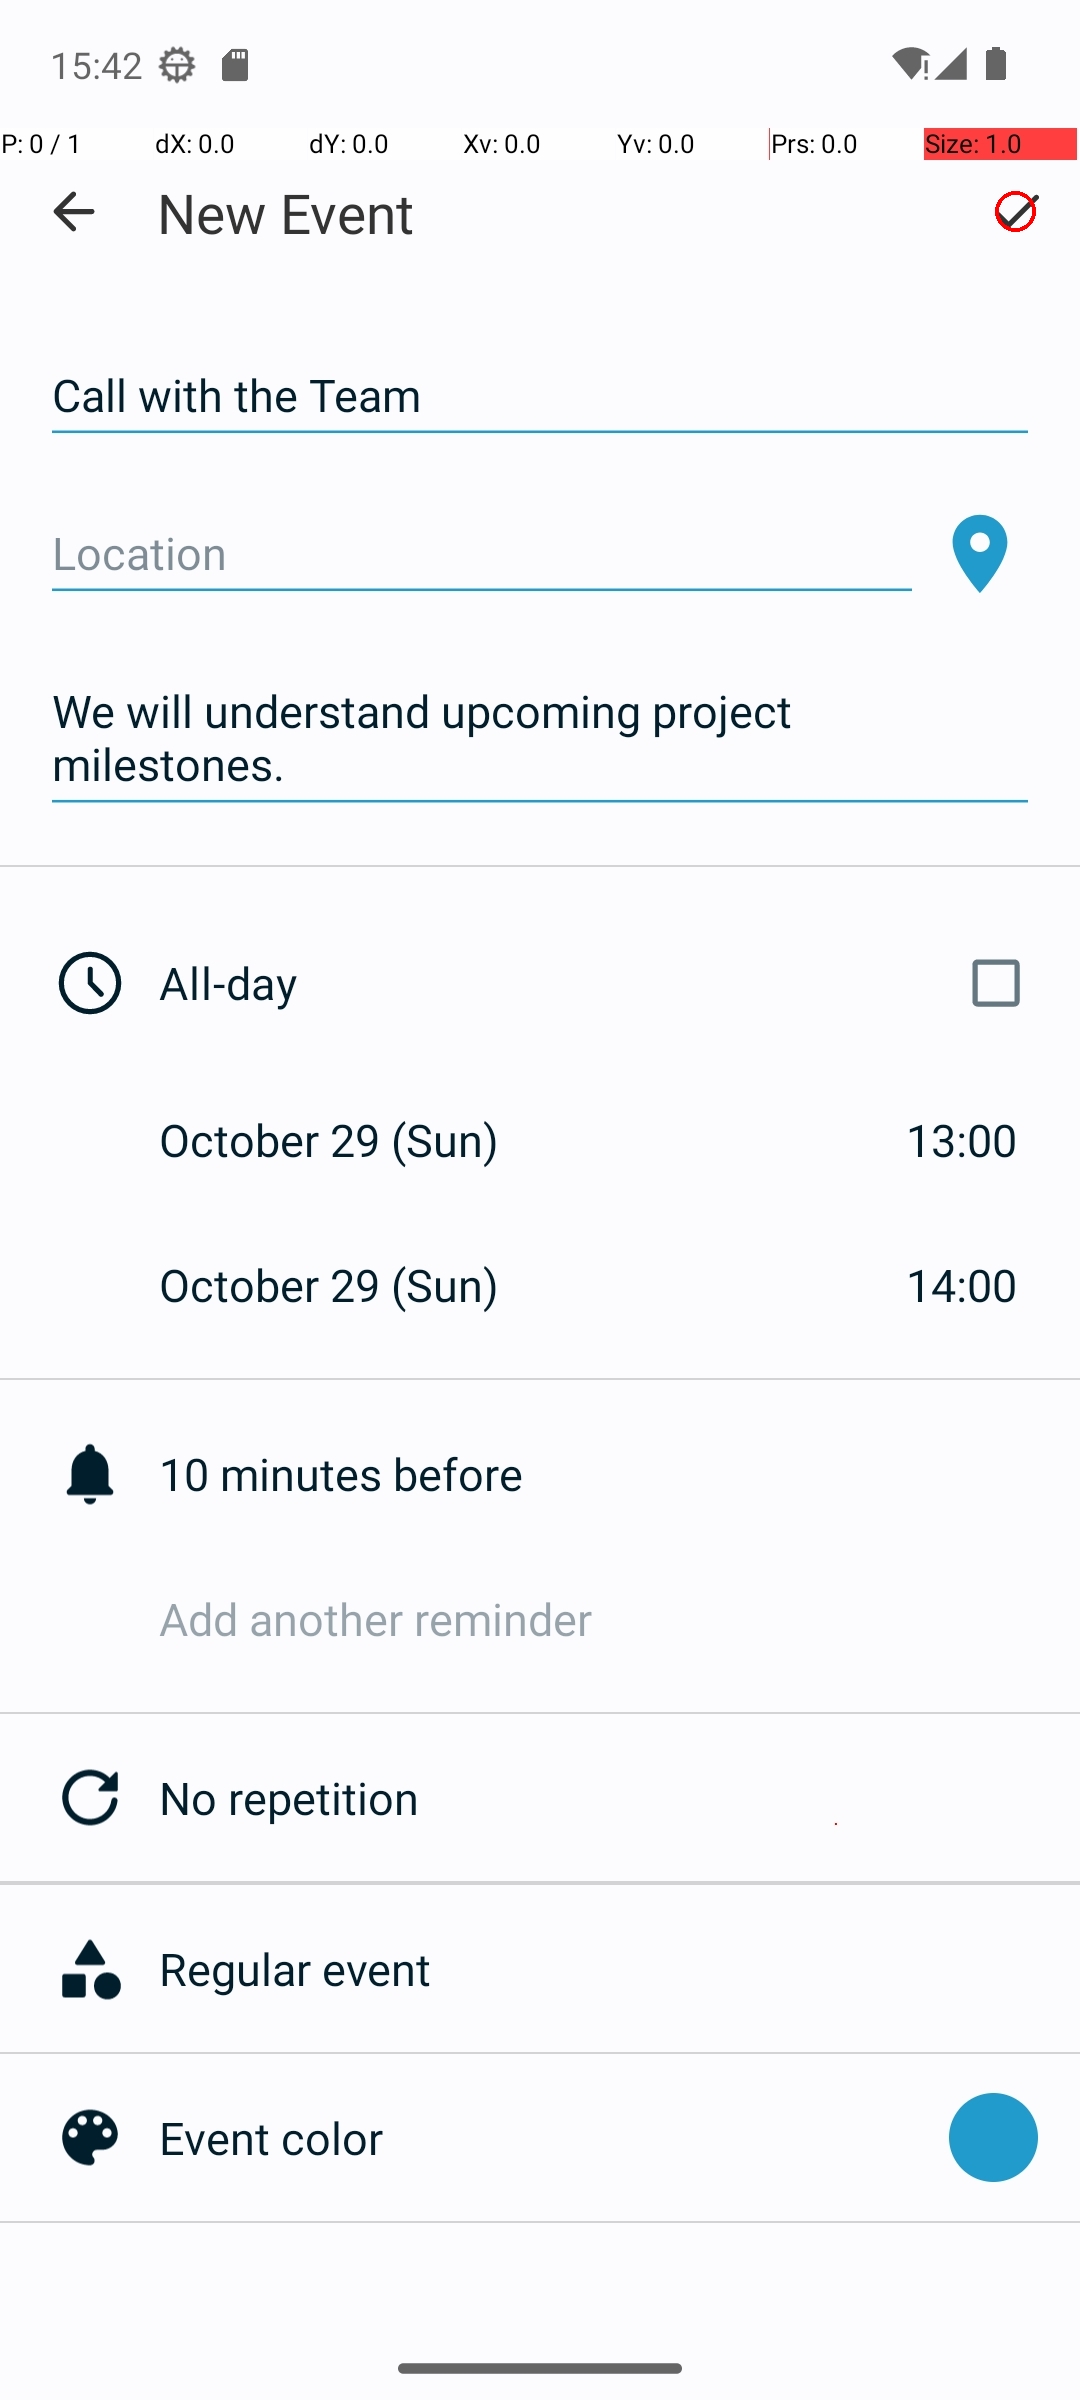 15:42
P: 0 / 1 dX: 0.0 dY: 0.0 Xv: 0.0 Yv: 0.0 Prs: 0.0 Size: 1.0
New Event
Call with the Team
Location
We will understand upcoming project
milestones.
All-day
October 29 (Sun) 13:00
October 29 (Sun) 14:00
10 minutes before
Add another reminder
No repetition
Regular event
Event color